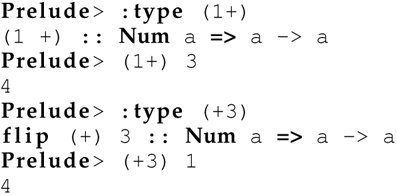 Prelude> :type (1+)
(1 +) :: Num a => a -> a
Prelude> (1+) 3
4
Prelude> :type (+3)
flip (+) 3 :: Num a => a -> a
Prelude> (+3) 1
4